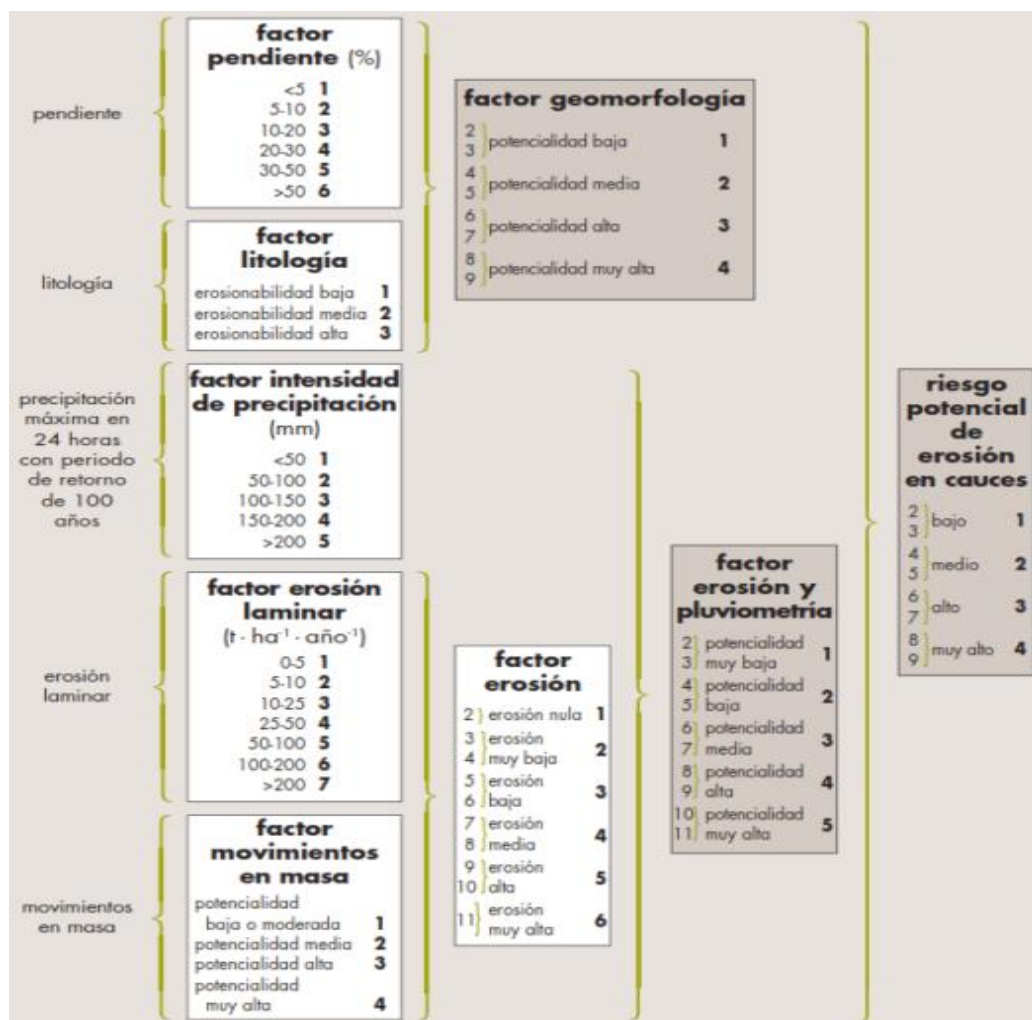 pendiente
factor
pendiente (%)
<5 1
5-10 2
10-20 3
20-30 4
30-50 5
>50 6
litología
factor
litología
erosionabilidad baja 1
erosionabilidad media 2
erosionabilidad alta 3
factor geomorfología
2
3 potencialidad baja 1
4
5 potencialidad media 2
6
7 potencialidad alta 3
8
9 potencialidad muy alta 4
precipitación
máxima en
24 horas
con periodo
de retorno
de 100
años
factor intensidad
de precipitación
(mm)
<50 1
50-100 2
100-150 3
150-200 4
>200 5
erosión
laminar
factor erosión
laminar
(t · ha⁻¹ · año⁻¹)
0-5 1
5-10 2
10-25 3
25-50 4
50-100 5
100-200 6
>200 7
movimientos
en masa
factor
movimientos
en masa
potencialidad
baja o moderada 1
potencialidad media 2
potencialidad alta 3
potencialidad
muy alta 4
factor
erosión
2 erosión nula 1
3 erosión
4 muy baja 2
5 erosión
6 baja 3
7 erosión
8 media 4
9 erosión
10 alta 5
11 erosión
muy alta 6
factor
erosión y
pluviometría
2 potencialidad
3 muy baja 1
4 potencialidad
5 baja 2
6 potencialidad
7 media 3
8 potencialidad
9 alta 4
10 potencialidad
11 muy alta 5
riesgo
potencial
de
erosión
en cauces
2
3 bajo 1
4
5 medio 2
6
7 alto 3
8
9 muy alto 4